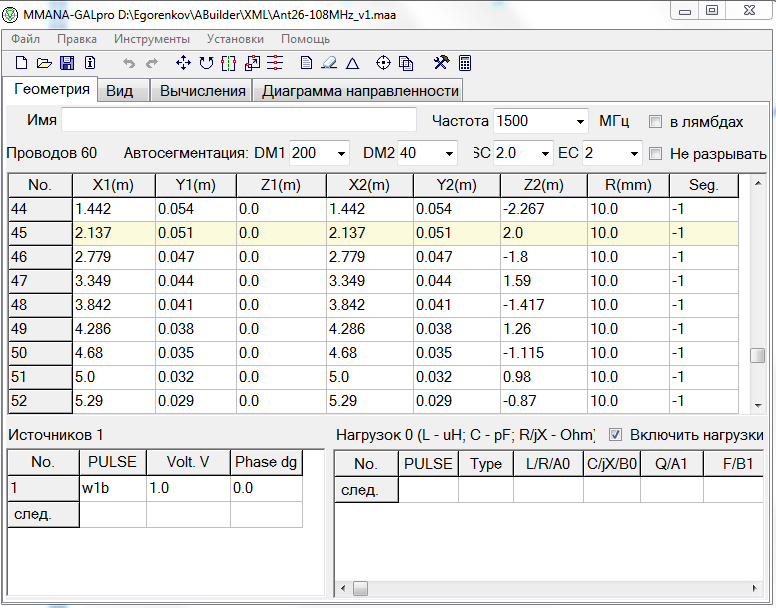 MMANA-GALpro D:\Egorenkov\ABuilder\XML\Ant26-108MHz_v1.maa
Файл Правка Инструменты Установки Помощь
Геометрия Вид Вычисления Диаграмма направленности
Имя Частота 1500 МГц в лямбдах
Проводов 60 Автосегментация: DM1 200 DM2 40 SC 2.0 EC 2 Не разрывать
No. X1(m) Y1(m) Z1(m) X2(m) Y2(m) Z2(m) R(mm) Seg.
44 1.442 0.054 0.0 1.442 0.054 -2.267 10.0 -1
45 2.137 0.051 0.0 2.137 0.051 2.0 10.0 -1
46 2.779 0.047 0.0 2.779 0.047 -1.8 10.0 -1
47 3.349 0.044 0.0 3.349 0.044 1.59 10.0 -1
48 3.842 0.041 0.0 3.842 0.041 -1.417 10.0 -1
49 4.286 0.038 0.0 4.286 0.038 1.26 10.0 -1
50 4.68 0.035 0.0 4.68 0.035 -1.115 10.0 -1
51 5.0 0.032 0.0 5.0 0.032 0.98 10.0 -1
52 5.29 0.029 0.0 5.29 0.029 -0.87 10.0 -1
Источников 1
No. PULSE Volt. V Phase dg
1 w1b 1.0 0.0
след.
Нагрузок 0 (L - uH; C - pF; R/jX - Ohm) Включить нагрузки
No. PULSE Type L/R/A0 C/jX/B0 Q/A1 F/B1
след.